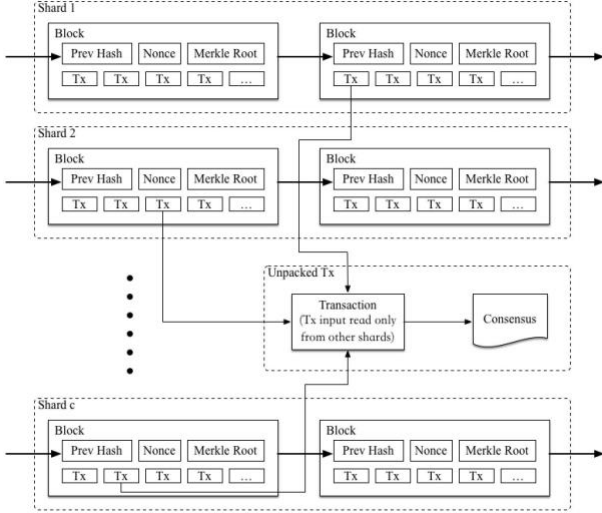 Shard 1
Block Block
Prev Hash Nonce Merkle Root Prev Hash Nonce Merkle Root
Tx Tx Tx Tx ... Tx Tx Tx Tx ...
Shard 2
Block Block
Prev Hash Nonce Merkle Root Prev Hash Nonce Merkle Root
Tx Tx Tx Tx ... Tx Tx Tx Tx ...
Unpacked Tx
Transaction
(Tx input read only
from other shards)
Consensus
Shard c
Block Block
Prev Hash Nonce Merkle Root Prev Hash Nonce Merkle Root
Tx Tx Tx Tx ... Tx Tx Tx Tx ...